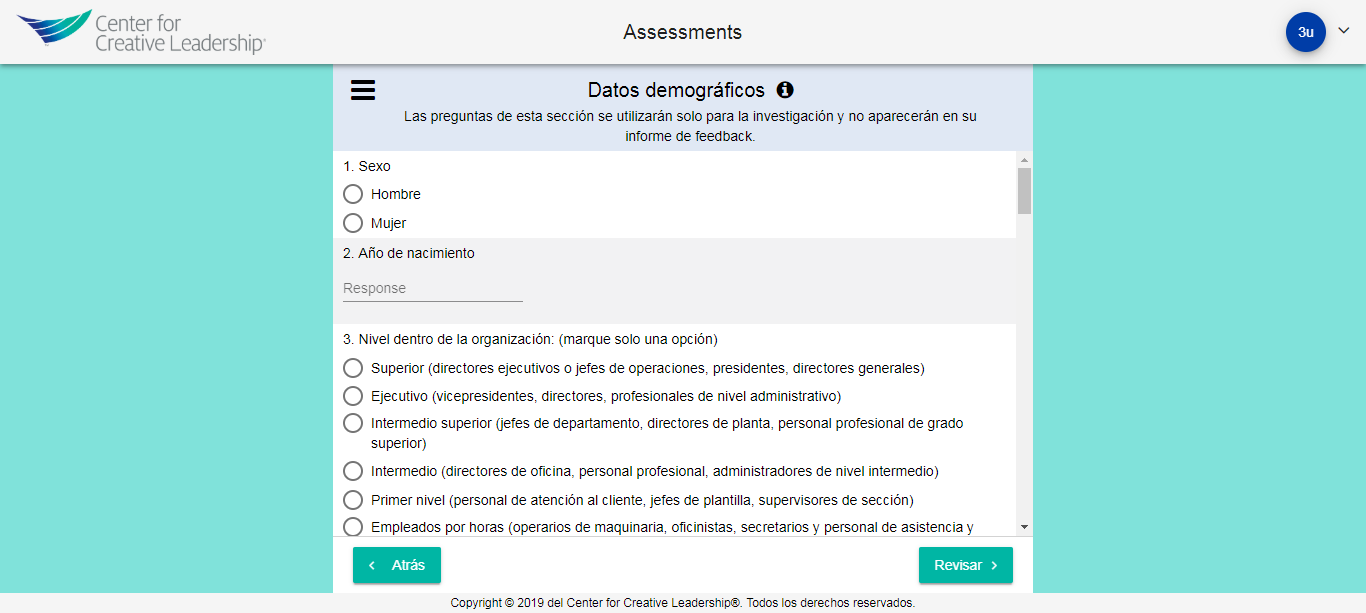 Center for
Creative Leadership®
Assessments
3u
Datos demográficos
Las preguntas de esta sección se utilizarán solo para la investigación y no aparecerán en su
informe de feedback.
1. Sexo
Hombre
Mujer
2. Año de nacimiento
Response
3. Nivel dentro de la organización: (marque solo una opción)
Superior (directores ejecutivos o jefes de operaciones, presidentes, directores generales)
Ejecutivo (vicepresidentes, directores, profesionales de nivel administrativo)
Intermedio superior (jefes de departamento, directores de planta, personal profesional de grado
superior)
Intermedio (directores de oficina, personal profesional, administradores de nivel intermedio)
Primer nivel (personal de atención al cliente, jefes de plantilla, supervisores de sección)
Empleados por horas (operarios de maquinaria, oficinistas, secretarios y personal de asistencia y
Atrás
Revisar
Copyright © 2019 del Center for Creative Leadership®. Todos los derechos reservados.